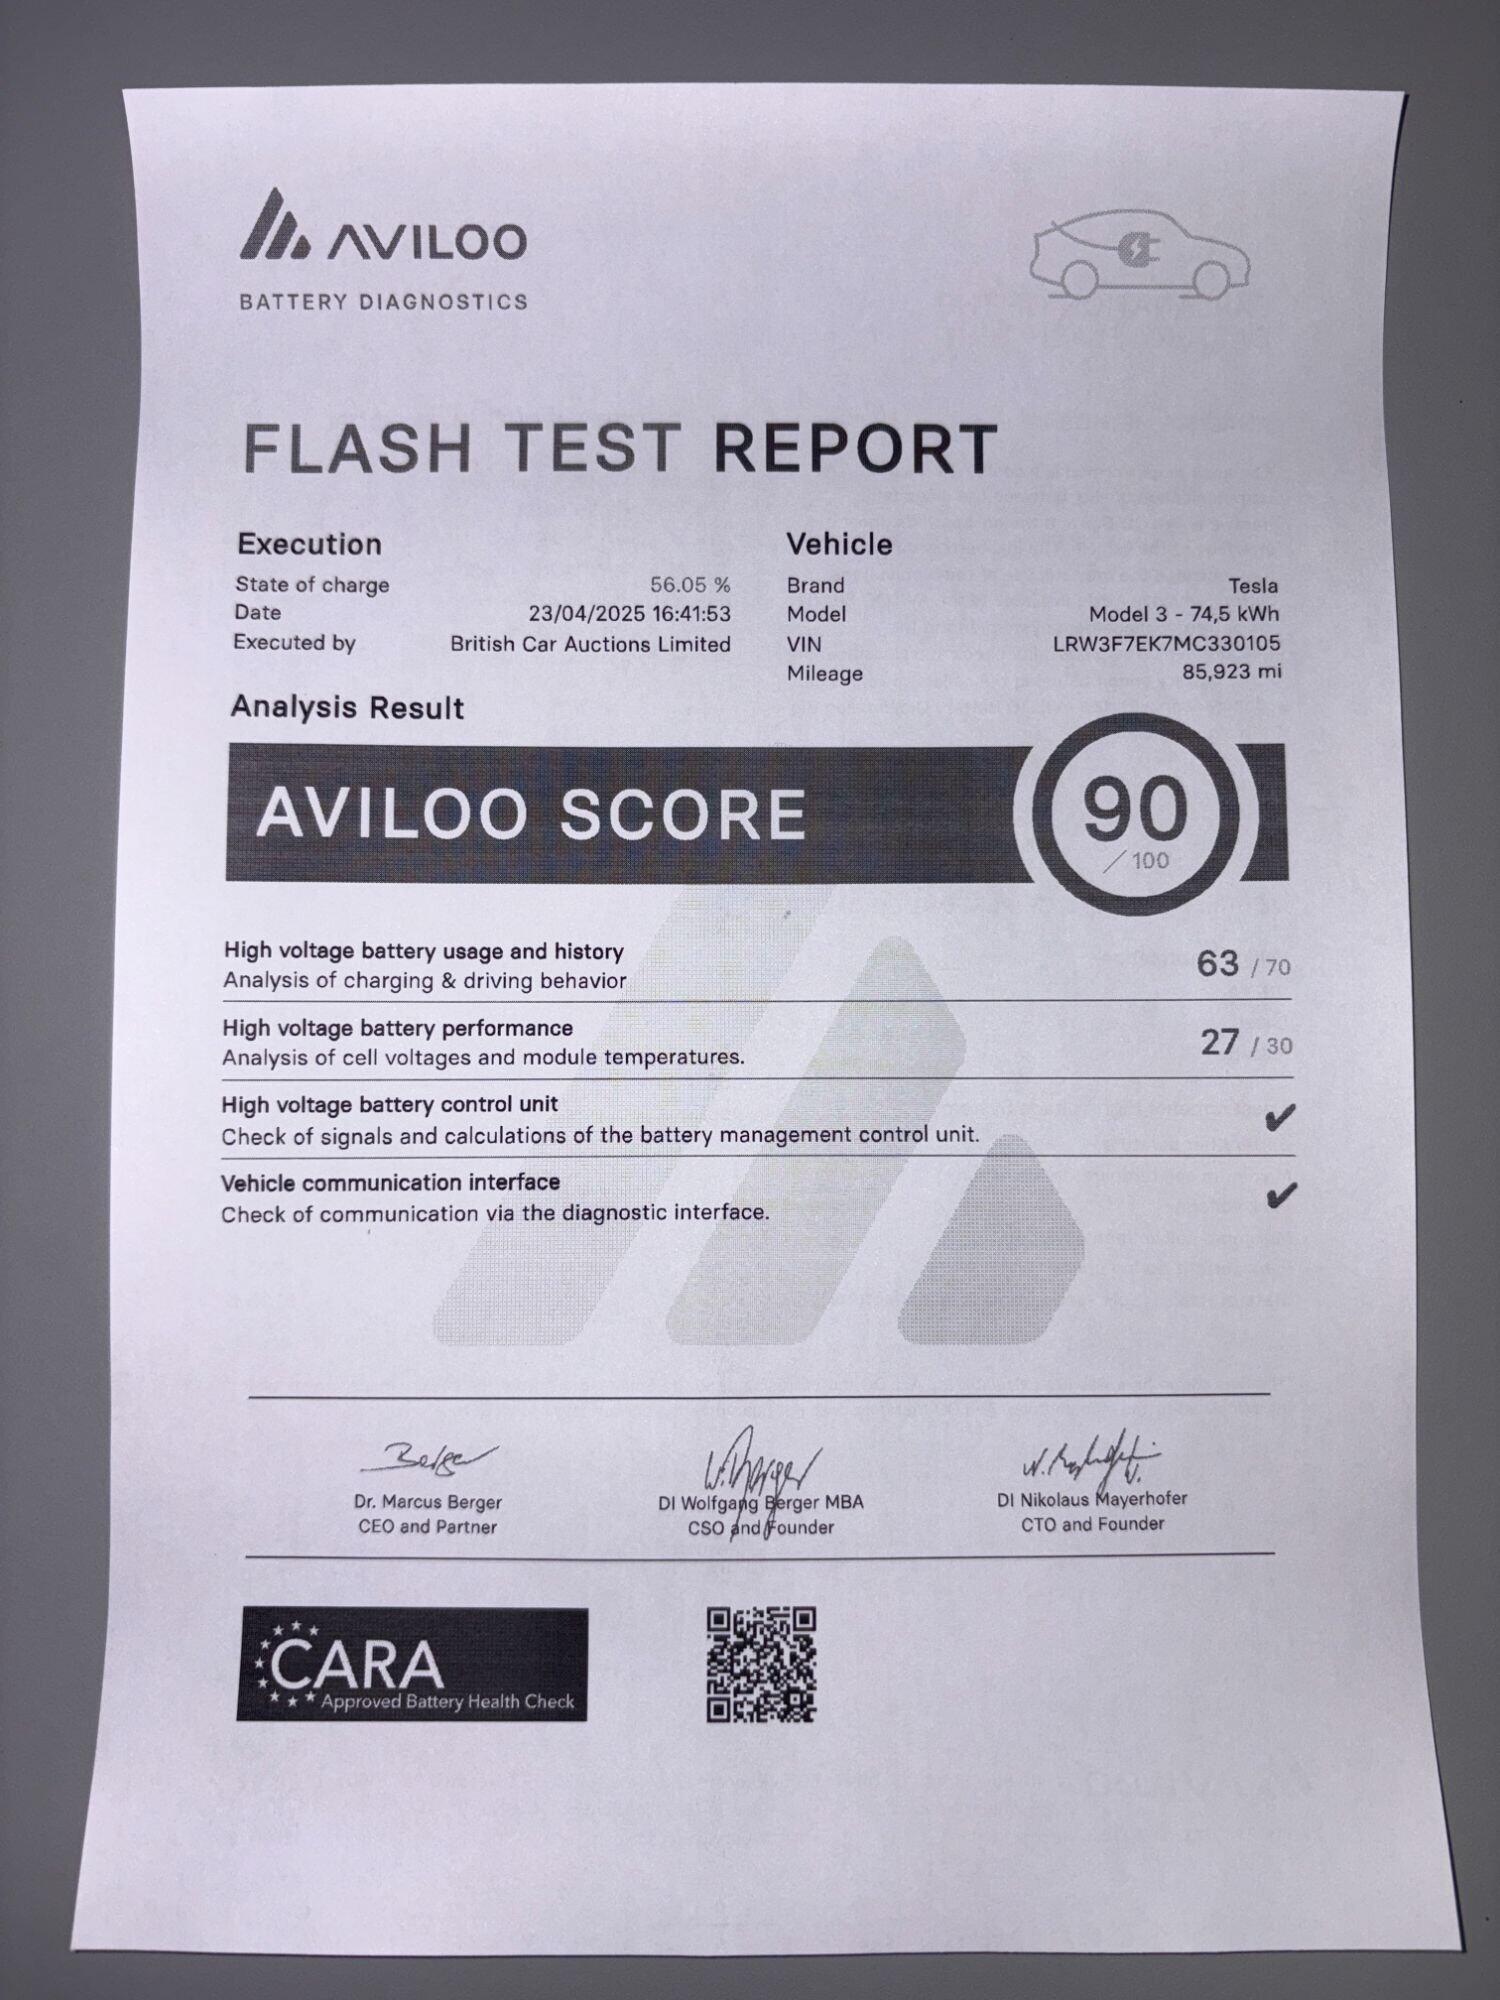 AVILOO
BATTERY DIAGNOSTICS
FLASH TEST REPORT
Execution
State of charge 56.05 %
Date 23/04/2025 16:41:53
Executed by British Car Auctions Limited
Vehicle
Brand Tesla
Model Model 3 - 74,5 kWh
VIN LRW3F7EK7MC330105
Mileage 85,923 mi
Analysis Result
AVILOO SCORE 90
/ 100
High voltage battery usage and history
Analysis of charging & driving behavior 63 / 70
High voltage battery performance
Analysis of cell voltages and module temperatures. 27 / 30
High voltage battery control unit
Check of signals and calculations of the battery management control unit. ✔
Vehicle communication interface
Check of communication via the diagnostic interface. ✔
Berger
W. Berger
Dr. Marcus Berger
CEO and Partner
DI Wolfgang Berger MBA
CSO and Founder
DI Nikolaus Mayerhofer
CTO and Founder
CARA
Approved Battery Health Check